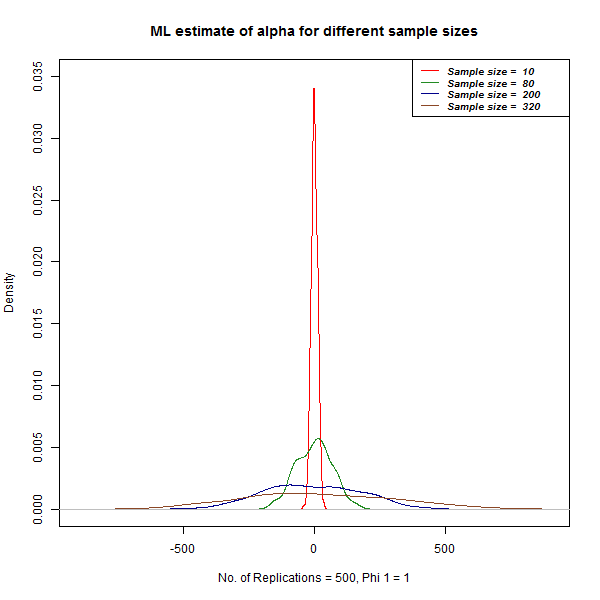 ML estimate of alpha for different sample sizes
Sample size = 10
Sample size = 80
Sample size = 200
Sample size = 320
Density
0.035
0.030
0.025
0.020
0.015
0.010
0.005
0.000
-500
0
500
No. of Replications = 500, Phi 1 = 1